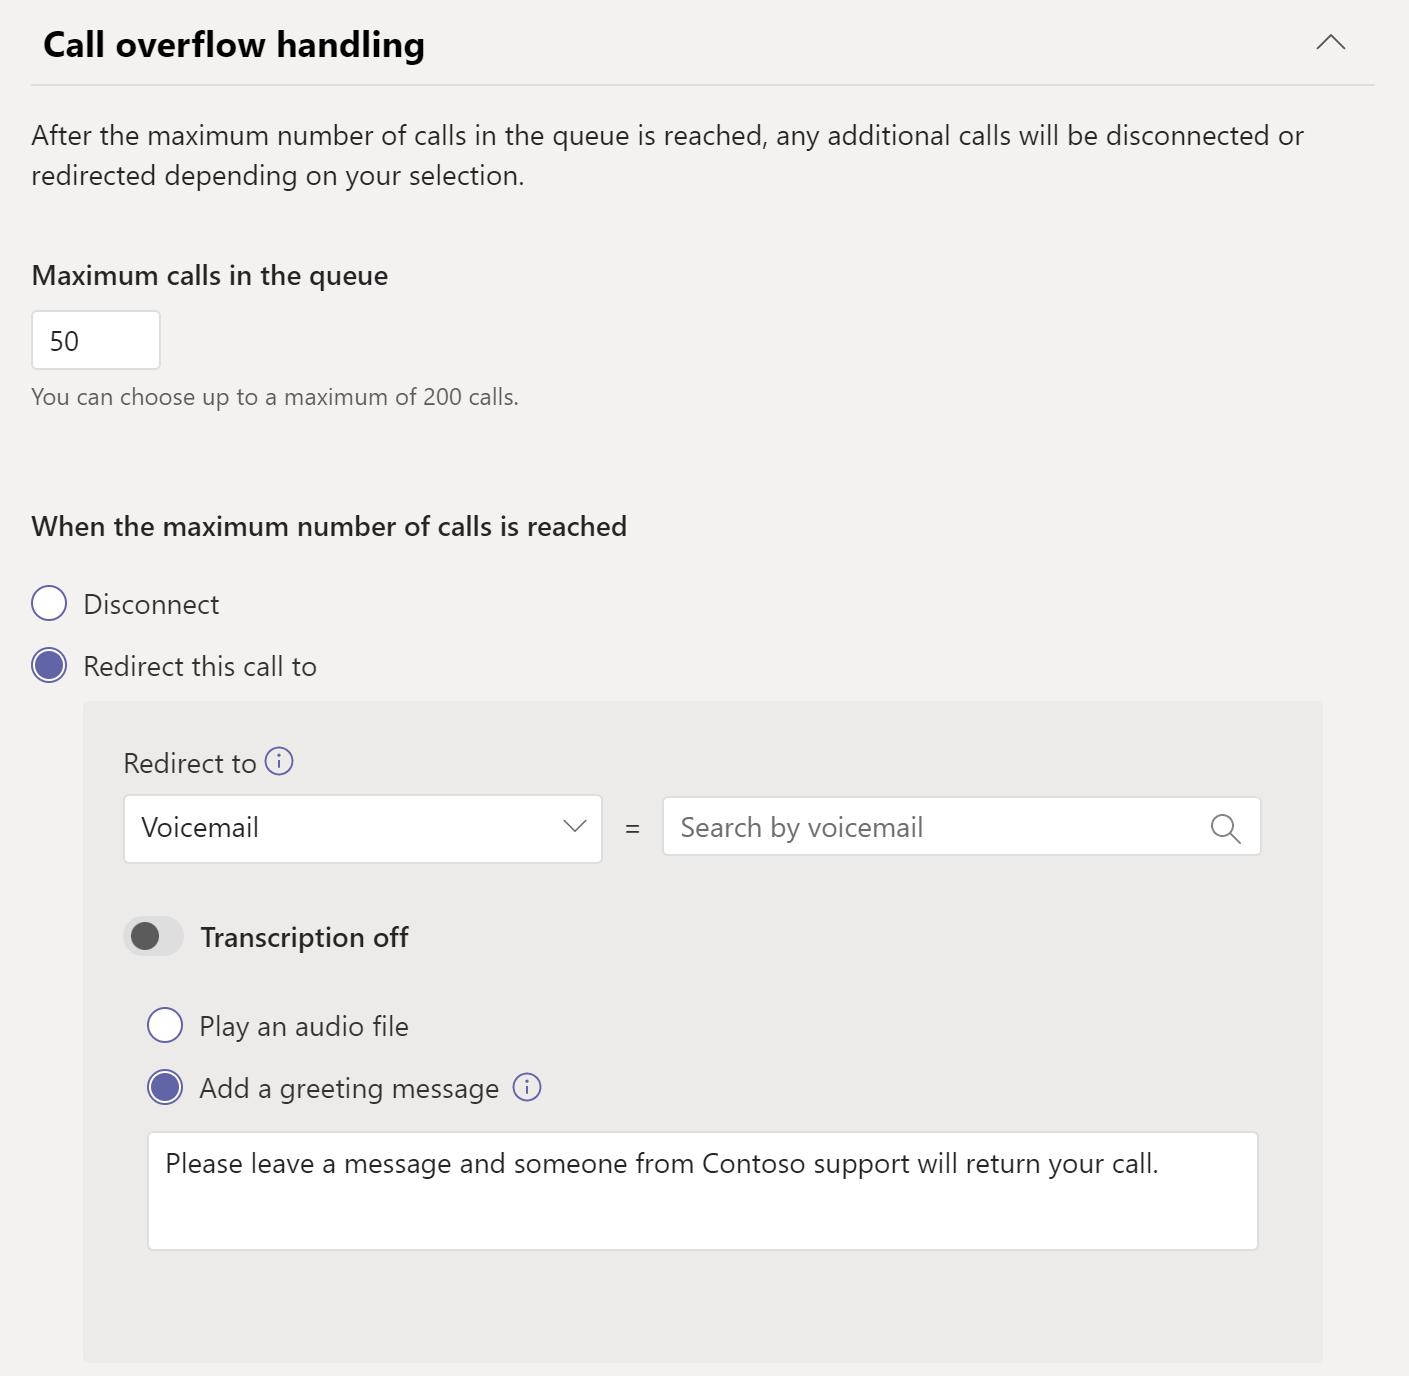 Call overflow handling
After the maximum number of calls in the queue is reached, any additional calls will be disconnected or
redirected depending on your selection.
Maximum calls in the queue
50
You can choose up to a maximum of 200 calls.
When the maximum number of calls is reached
Disconnect
Redirect this call to
Redirect to
Voicemail = Search by voicemail
Transcription off
Play an audio file
Add a greeting message
Please leave a message and someone from Contoso support will return your call.